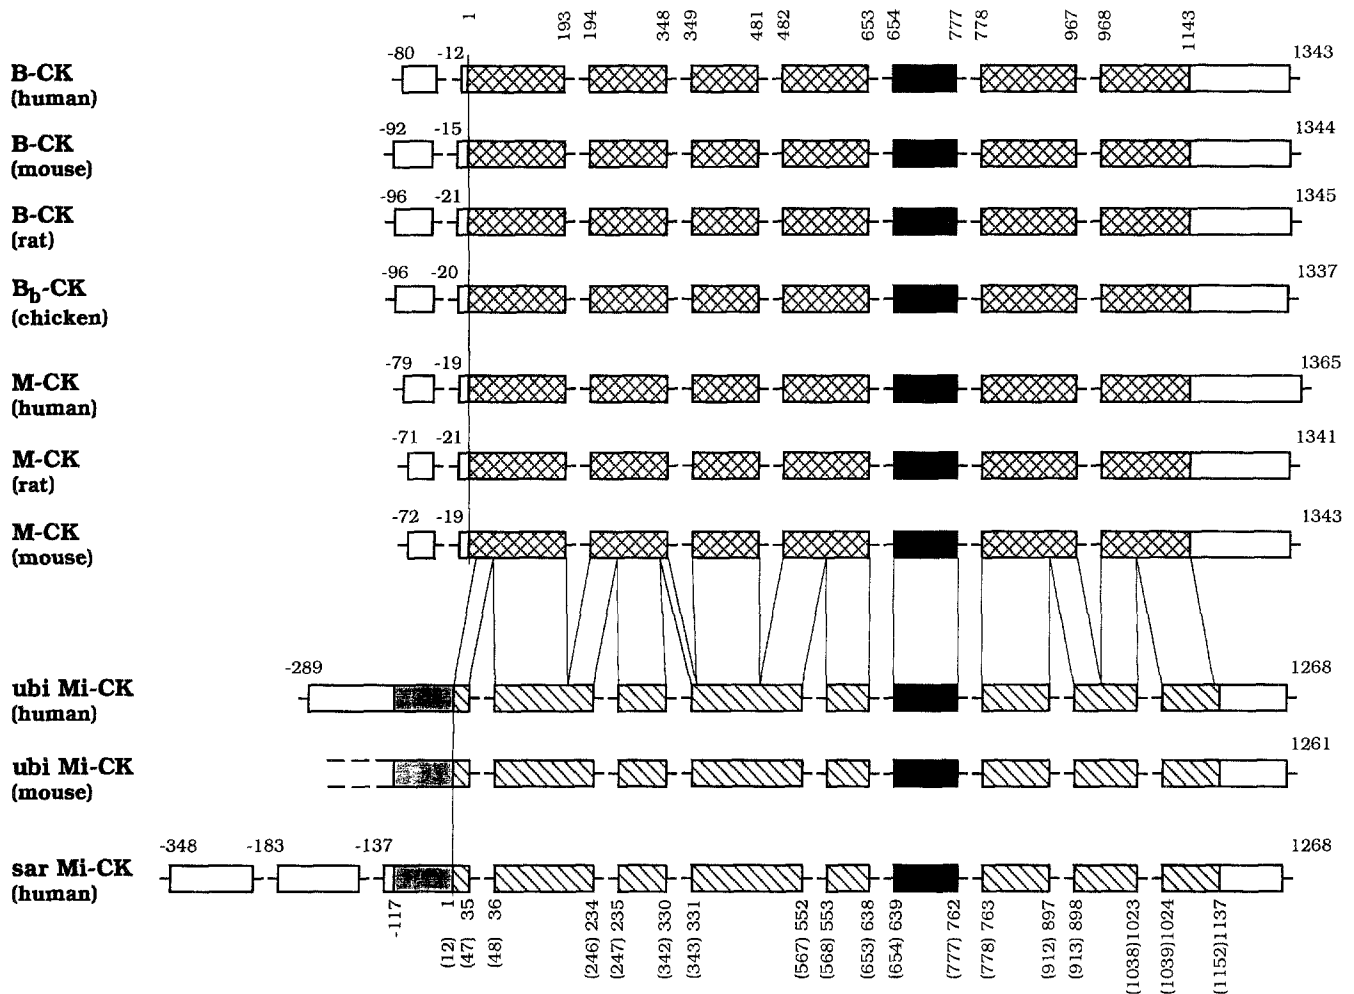 1 193 194 348 349 481 482 653 654 777 778 967 968 1143
-80 -12 1343
B-CK
(human)
-92 -15 1344
B-CK
(mouse)
-96 -21 1345
B-CK
(rat)
-96 -20 1337
Bb-CK
(chicken)
-79 -19 1365
M-CK
(human)
-71 -21 1341
M-CK
(rat)
-72 -19 1343
M-CK
(mouse)
-289 1268
ubi Mi-CK
(human)
1261
ubi Mi-CK
(mouse)
-348 -183 -137 1268
sar Mi-CK
(human)
-117
(12) 1
(47) 35
(48) 36
(246) 234
(247) 235
(342) 330
(343) 331
(567) 552
(568) 553
(653) 638
(654) 639
(777) 762
(778) 763
(912) 897
(913) 898
(1038)1023
(1039)1024
(1152)1137